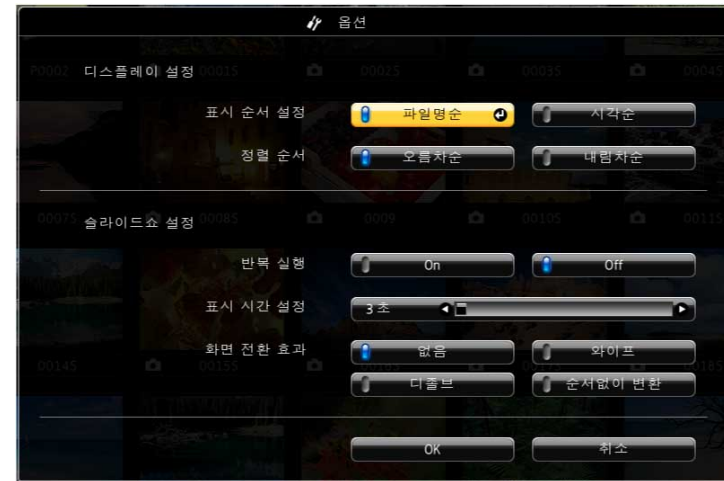 옵션
P0002 00015 00025 00035 00045
디스플레이 설정
표시 순서 설정 파일명순 시각순
정렬 순서 오름차순 내림차순
00075 00085 0009 00105 00115
슬라이드쇼 설정
반복 실행 On Off
표시 시간 설정 3초
화면 전환 효과 없음 와이프
00145 00155 00185
디졸브 순서없이 변환
OK 취소